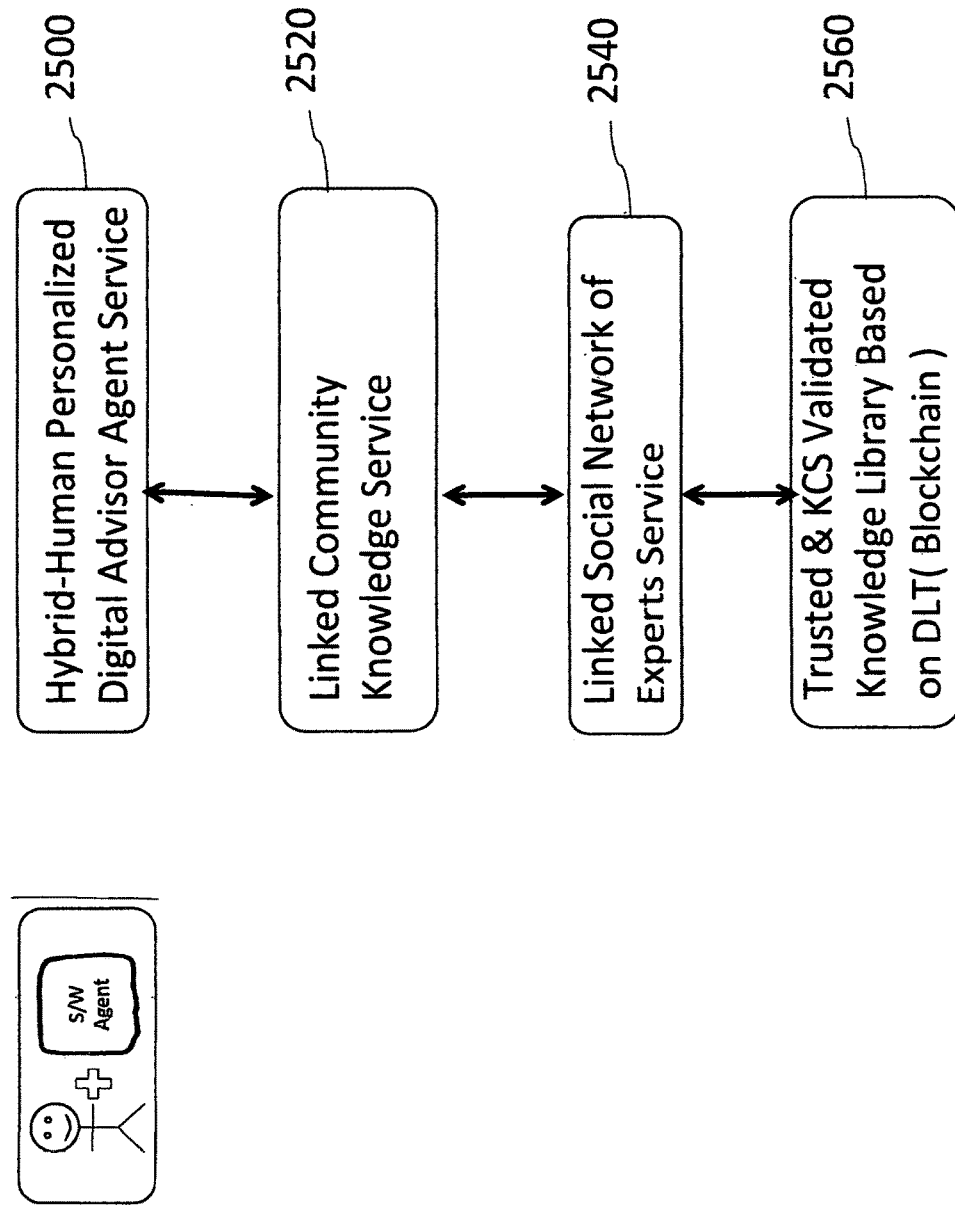 S/W
Agent
Hybrid-Human Personalized
Digital Advisor Agent Service
2500
Linked Community
Knowledge Service
2520
Linked Social Network of
Experts Service
2540
Trusted & KCS Validated
Knowledge Library Based
on DLT( Blockchain )
2560